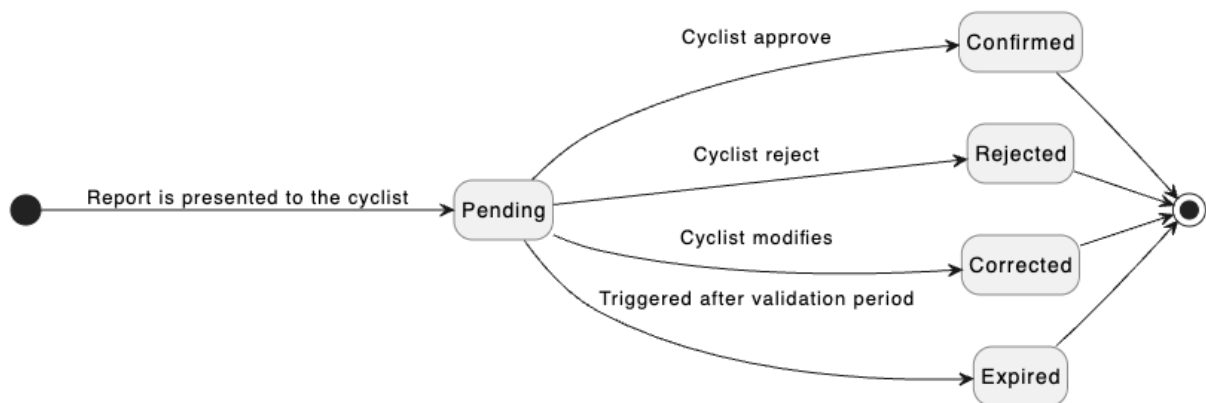 Cyclist approve
Confirmed
Cyclist reject
Rejected
Report is presented to the cyclist
Pending
Cyclist modifies
Corrected
Triggered after validation period
Expired